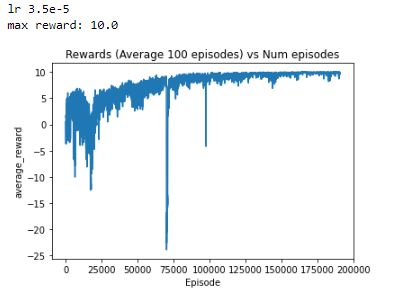 lr 3.5e-5
max reward: 10.0
Rewards (Average 100 episodes) vs Num episodes
average_reward
10
5
0
−5
−10
−15
−20
−25
0 25000 50000 75000 100000 125000 150000 175000 200000
Episode